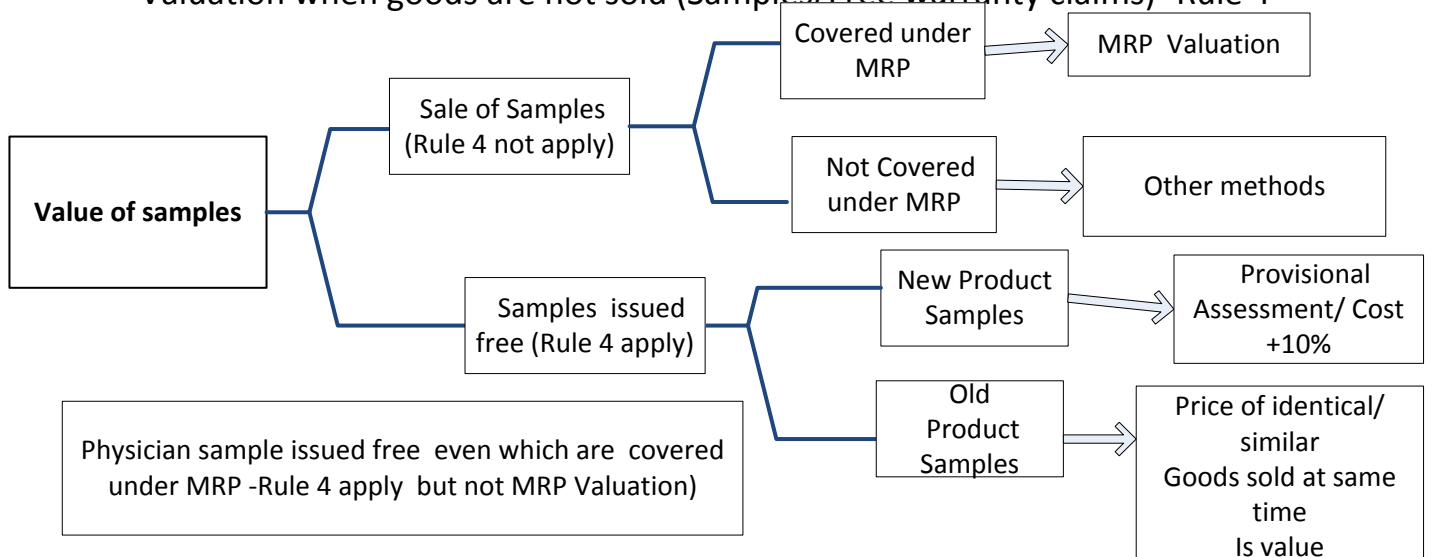 Valuation when goods are not sold (Samples/Free warranty claims) -Rule 4
Covered under
MRP
MRP Valuation
Sale of Samples
(Rule 4 not apply)
Not Covered
under MRP
Other methods
Value of samples
Samples issued
free (Rule 4 apply)
New Product
Samples
Provisional
Assessment/ Cost
+10%
Old
Product
Samples
Price of identical/
similar
Goods sold at same
time
Is value
Physician sample issued free even which are covered
under MRP -Rule 4 apply but not MRP Valuation)